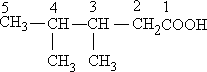 5 4 3 2 1
CH₃—CH—CH—CH₂COOH
CH₃ CH₃